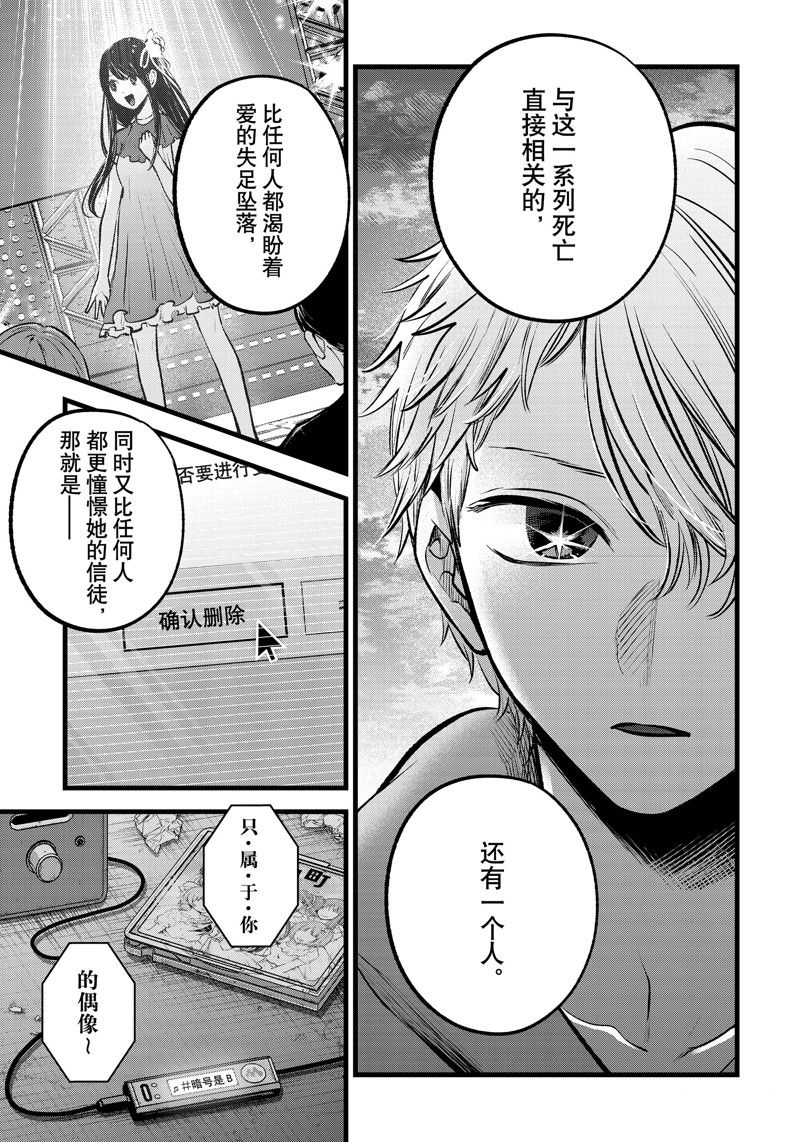 与这一系列死亡
直接相关的，
还有一个人。
比任何人都渴盼着
爱的失足坠落，
同时又比任何人
都更憧憬她的信徒，
那就是——
否要进行
确认删除
只·属·于·你
町
的偶像~
♫#暗号是 B